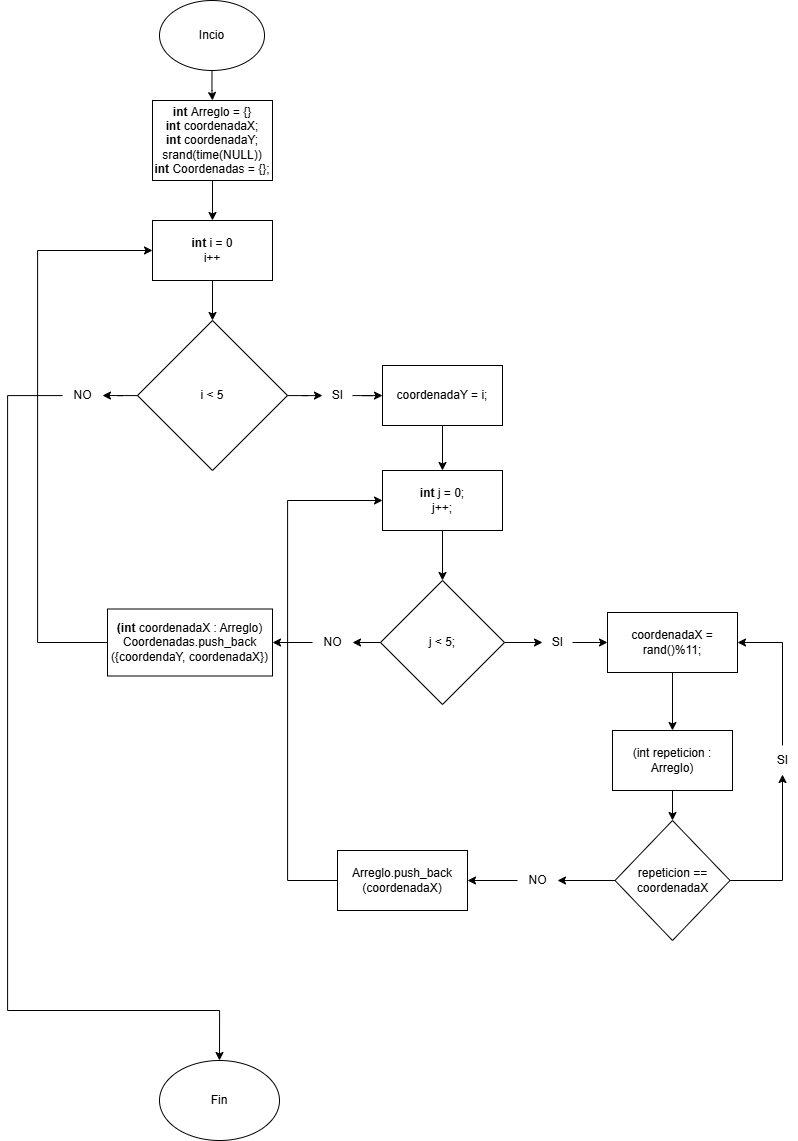 Incio
int Arreglo = {}
int coordenadaX;
int coordenadaY;
srand(time(NULL))
int Coordenadas = {};
int i = 0
i++
i < 5
NO
SI
coordenadaY = i;
int j = 0;
j++;
j < 5;
NO
SI
(int coordenadaX : Arreglo)
Coordenadas.push_back
({coordendaY, coordenadaX})
coordenadaX =
rand()%11;
(int repeticion :
Arreglo)
SI
repeticion ==
coordenadaX
NO
Arreglo.push_back
(coordenadaX)
Fin